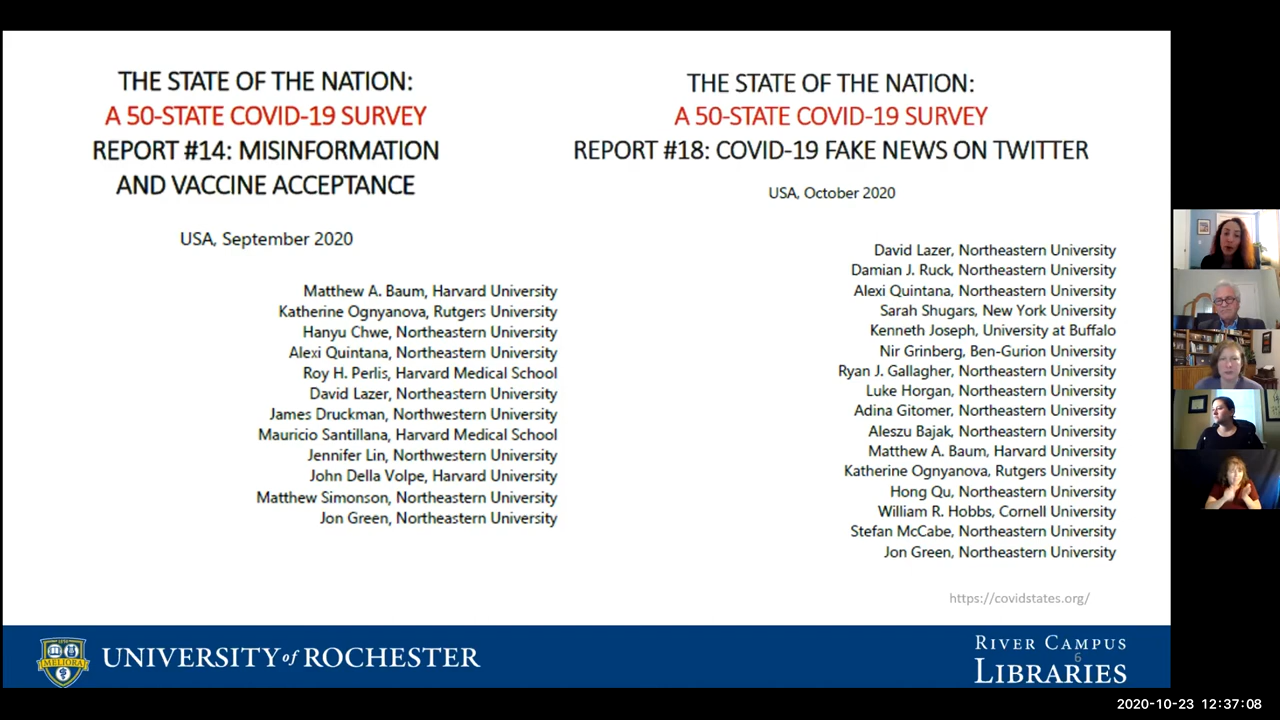 THE STATE OF THE NATION:
A 50-STATE COVID-19 SURVEY
REPORT #14: MISINFORMATION
AND VACCINE ACCEPTANCE
USA, September 2020
Matthew A. Baum, Harvard University
Katherine Ognyanova, Rutgers University
Hanyu Chwe, Northeastern University
Alexi Quintana, Northeastern University
Roy H. Perlis, Harvard Medical School
David Lazer, Northeastern University
James Druckman, Northwestern University
Mauricio Santillana, Harvard Medical School
Jennifer Lin, Northwestern University
John Della Volpe, Harvard University
Matthew Simonson, Northeastern University
Jon Green, Northeastern University
THE STATE OF THE NATION:
A 50-STATE COVID-19 SURVEY
REPORT #18: COVID-19 FAKE NEWS ON TWITTER
USA, October 2020
David Lazer, Northeastern University
Damian J. Ruck, Northeastern University
Alexi Quintana, Northeastern University
Sarah Shugars, New York University
Kenneth Joseph, University at Buffalo
Nir Grinberg, Ben-Gurion University
Ryan J. Gallagher, Northeastern University
Luke Horgan, Northeastern University
Adina Gitomer, Northeastern University
Aleszu Bajak, Northeastern University
Matthew A. Baum, Harvard University
Katherine Ognyanova, Rutgers University
Hong Qu, Northeastern University
William R. Hobbs, Cornell University
Stefan McCabe, Northeastern University
Jon Green, Northeastern University
https://covidstates.org/
MELIORA
UNIVERSITY of ROCHESTER
RIVER CAMPUS
6
LIBRARIES
2020-10-23 12:37:08